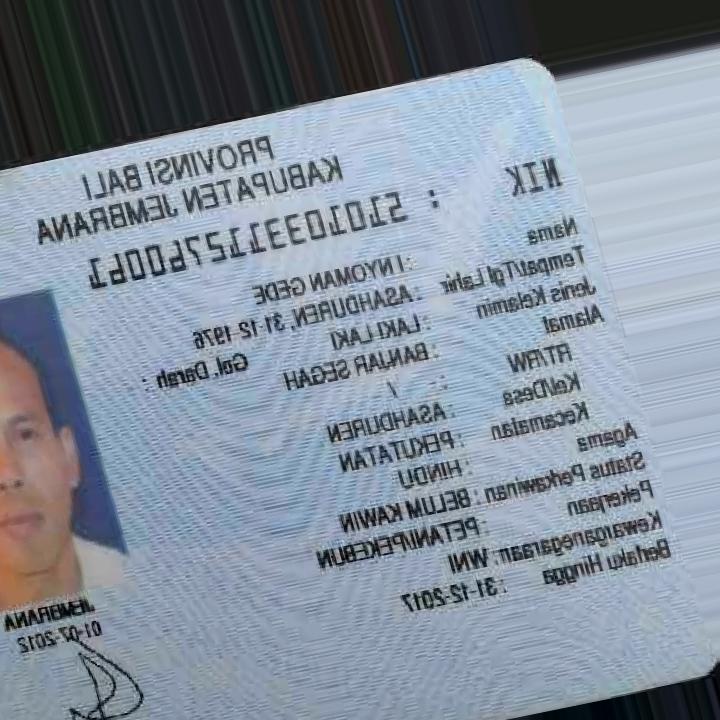 PROVINSI BALI
KABUPATEN JEMBRANA
NIK : 5101033112760061
Nama : I NYOMAN GEDE
Tempat/Tgl Lahir : ASAHDUREN, 31-12-1976
Jenis Kelamin : LAKI LAKI Gol. Darah :
Alamat : BANJAR SEGAH
RT/RW : - /
Kel/Desa : ASAHDUREN
Kecamatan : PEKUTATAN
Agama : HINDU
Status Perkawinan : BELUM KAWIN
Pekerjaan : PETANI/PEKEBUN
Kewarganegaraan: WNI
Berlaku Hingga : 31-12-2017
JEMBRANA
01-07-2012